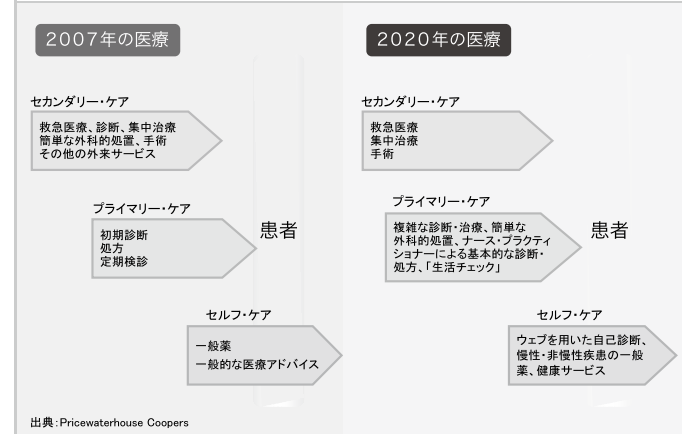 2007年の医療
セカンダリー・ケア
救急医療、診断、集中治療
簡単な外科的処置、手術
その他の外来サービス
プライマリー・ケア
初期診断
処方
定期検診
患者
セルフ・ケア
一般薬
一般的な医療アドバイス
2020年の医療
セカンダリー・ケア
救急医療
集中治療
手術
プライマリー・ケア
複雑な診断・治療、簡単な
外科的処置、ナース・プラクティ
ショナーによる基本的な診断・
処方、「生活チェック」
患者
セルフ・ケア
ウェブを用いた自己診断、
慢性・非慢性疾患の一般
薬、健康サービス
出典：Pricewaterhouse Coopers